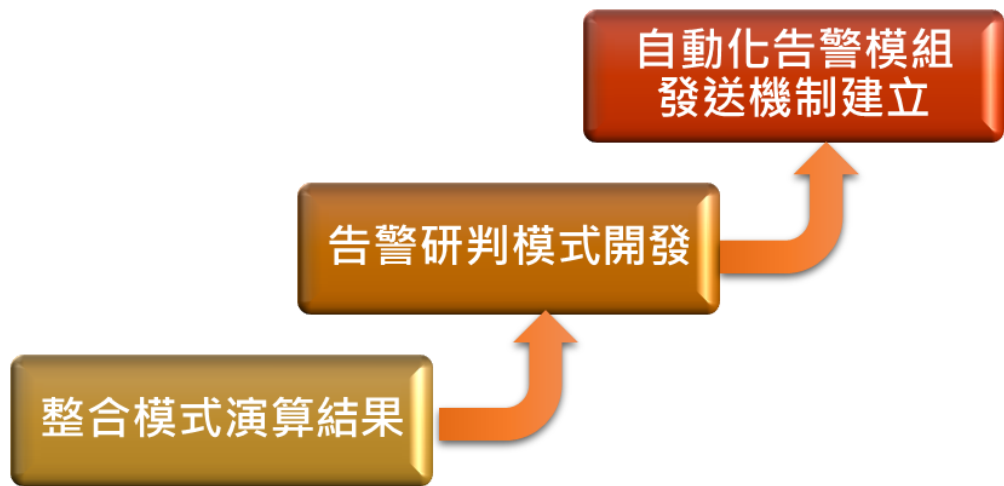 自動化告警模組
發送機制建立
告警研判模式開發
整合模式演算結果